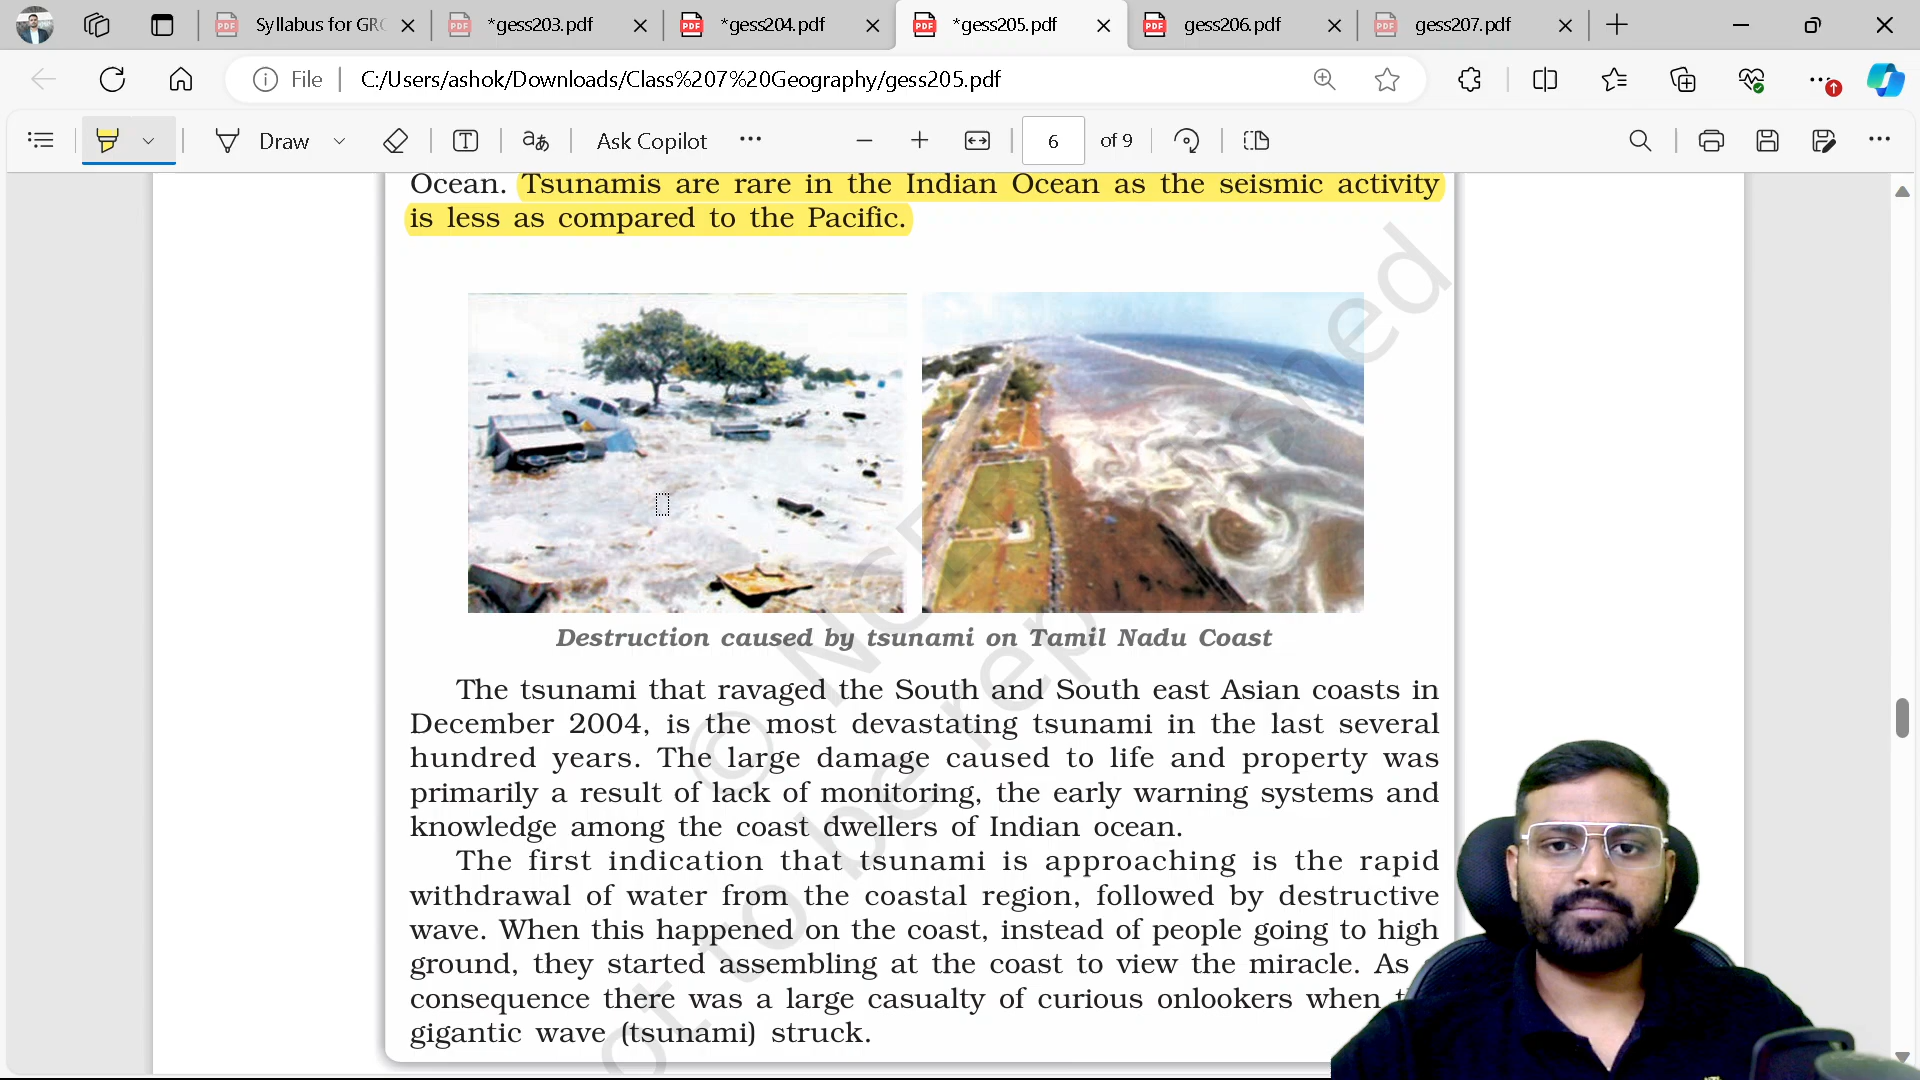 Syllabus for GRO
*gess203.pdf
*gess204.pdf
*gess205.pdf
gess206.pdf
gess207.pdf
File
C:/Users/ashok/Downloads/Class%207%20Geography/gess205.pdf
Draw
Ask Copilot
6
of 9
Ocean. Tsunamis are rare in the Indian Ocean as the seismic activity
is less as compared to the Pacific.
Destruction caused by tsunami on Tamil Nadu Coast
The tsunami that ravaged the South and South east Asian coasts in
December 2004, is the most devastating tsunami in the last several
hundred years. The large damage caused to life and property was
primarily a result of lack of monitoring, the early warning systems and
knowledge among the coast dwellers of Indian ocean.
The first indication that tsunami is approaching is the rapid
withdrawal of water from the coastal region, followed by destructive
wave. When this happened on the coast, instead of people going to high
ground, they started assembling at the coast to view the miracle. As
consequence there was a large casualty of curious onlookers when
gigantic wave (tsunami) struck.